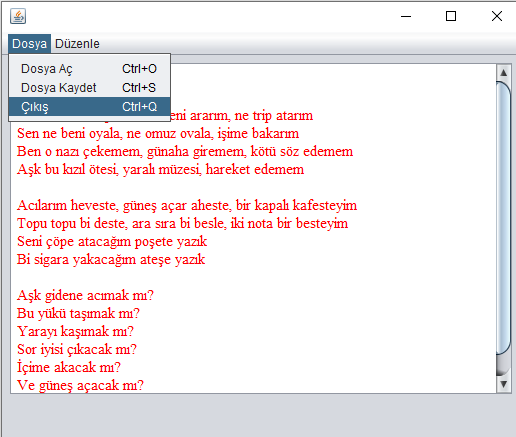 Dosya Düzenle
Dosya Aç Ctrl+O
Dosya Kaydet Ctrl+S
Çıkış Ctrl+Q
ararım, ne trip atarım
Sen ne beni oyala, ne omuz ovala, işime bakarım
Ben o nazı çekemem, günaha giremem, kötü söz edemem
Aşk bu kızıl ötesi, yaralı müzesi, hareket edemem
Acılarım heveste, güneş açar aheste, bir kapalı kafesteyim
Topu topu bi deste, ara sıra bi besle, iki nota bir besteyim
Seni çöpe atacağım poşete yazık
Bi sigara yakacağım ateşe yazık
Aşk gidene acımak mı?
Bu yükü taşımak mı?
Yarayı kaşımak mı?
Sor iyisi çıkacak mı?
İçime akacak mı?
Ve güneş açacak mı?